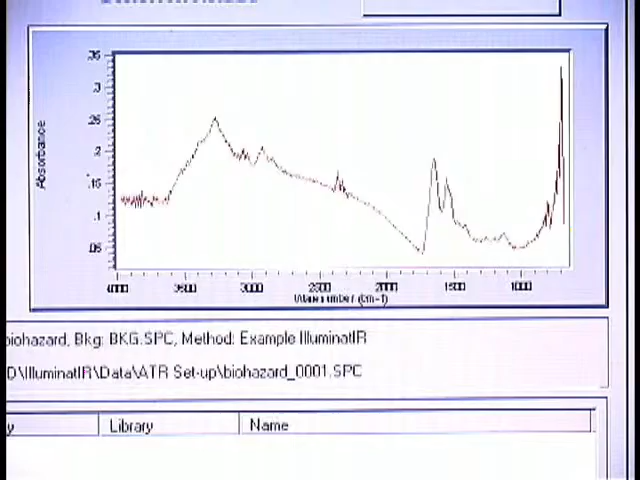 .35
.3
.25
.2
.15
.1
.05
Absorbance
4000 3500 3000 2500 2000 1500 1000
Wavenumber (cm-1)
biohazard, Bkg: BKG.SPC, Method: Example IlluminatIR
D\IlluminatIR\Data\ATR Set-up\biohazard_0001.SPC
y Library Name